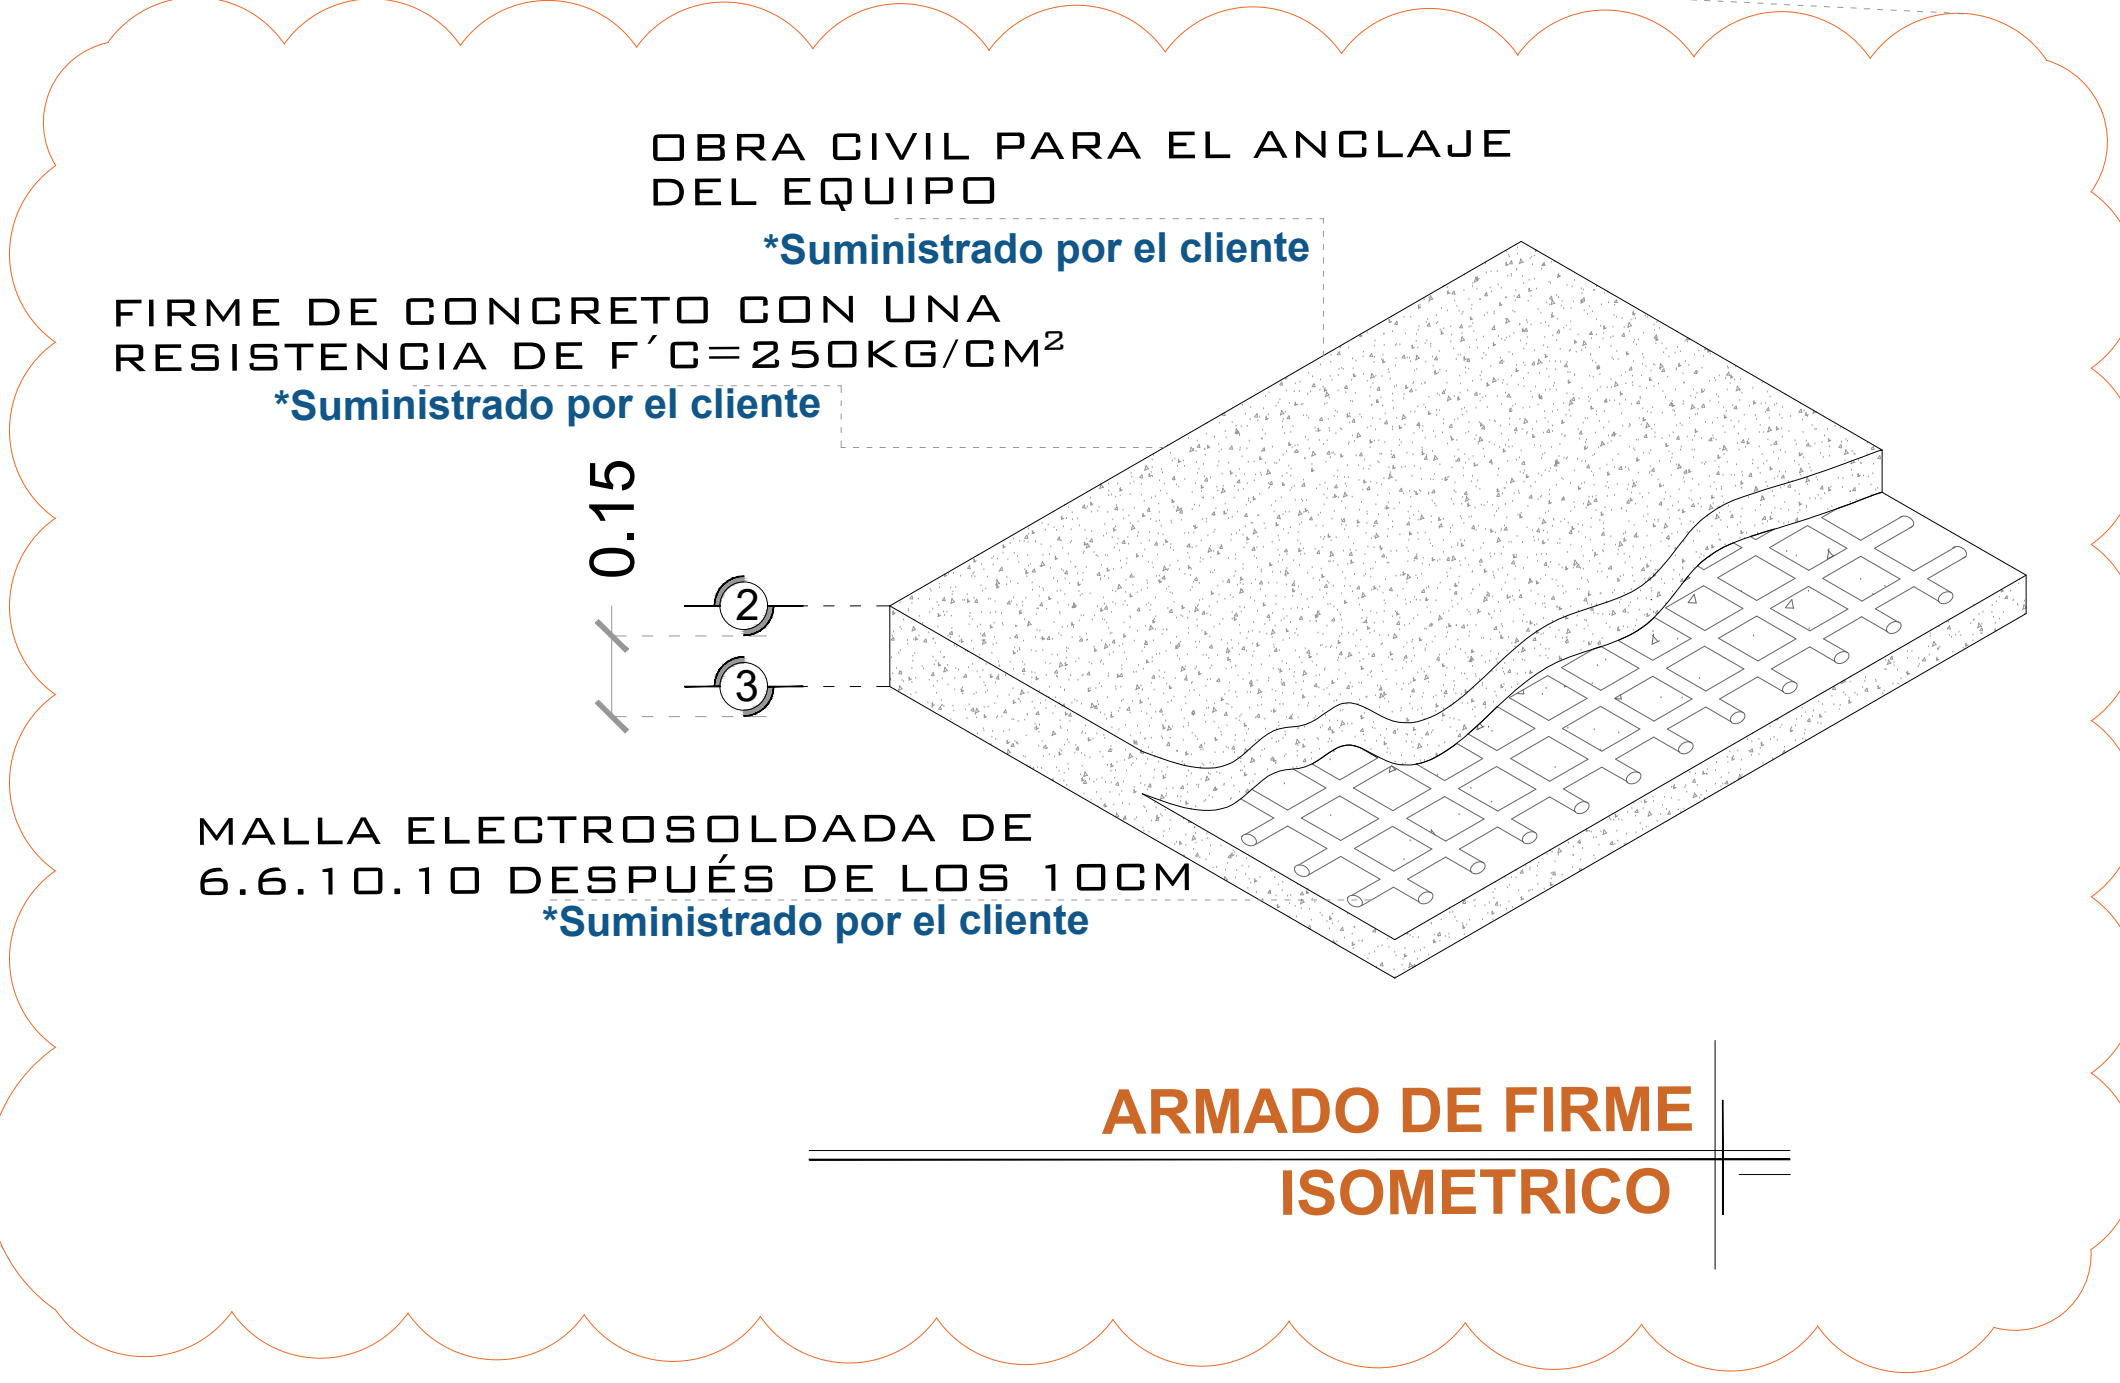 OBRA CIVIL PARA EL ANCLAJE
DEL EQUIPO
*Suministrado por el cliente
FIRME DE CONCRETO CON UNA
RESISTENCIA DE F´C=250KG/CM²
*Suministrado por el cliente
0.15
2
3
MALLA ELECTROSOLDADA DE
6.6.10.10 DESPUÉS DE LOS 10CM
*Suministrado por el cliente
ARMADO DE FIRME
ISOMETRICO